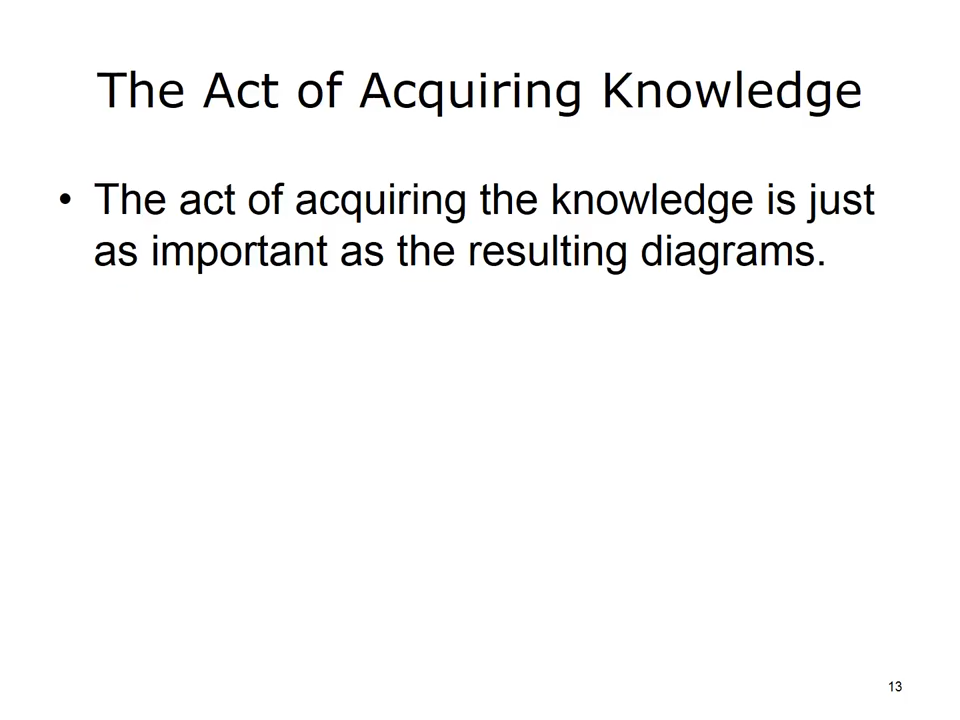 The Act of Acquiring Knowledge
• The act of acquiring the knowledge is just
as important as the resulting diagrams.
13